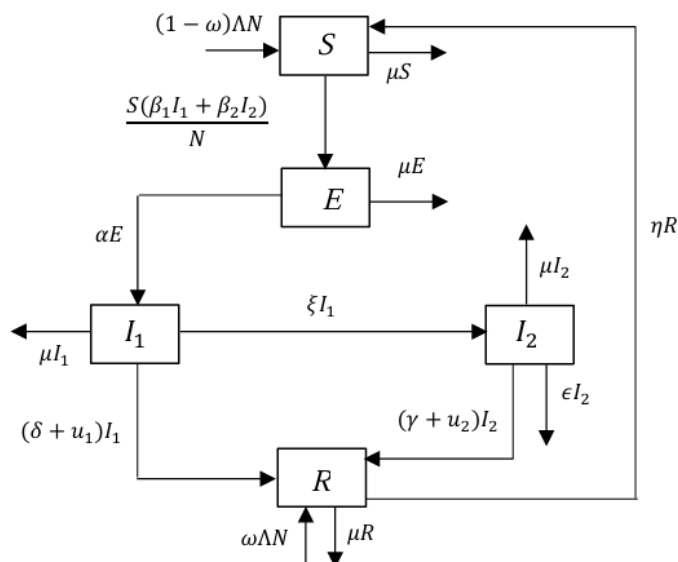 (1 − ω)ΛN
S
μS
S(β₁I₁ + β₂I₂)
N
E
μE
αE
ηR
μI₂
ξI₁
I₁
I₂
μI₁
ϵI₂
(δ + u₁)I₁
(γ + u₂)I₂
R
ωΛN
μR